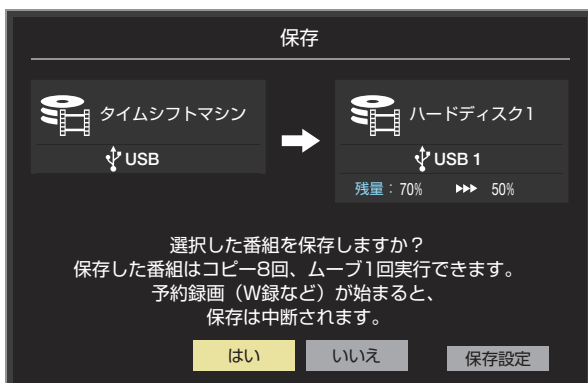 保存
タイムシフトマシン
USB
ハードディスク1
USB 1
残量：70% 50%
選択した番組を保存しますか？
保存した番組はコピー8回、ムーブ1回実行できます。
予約録画（W録など）が始まると、
保存は中断されます。
はい いいえ 保存設定